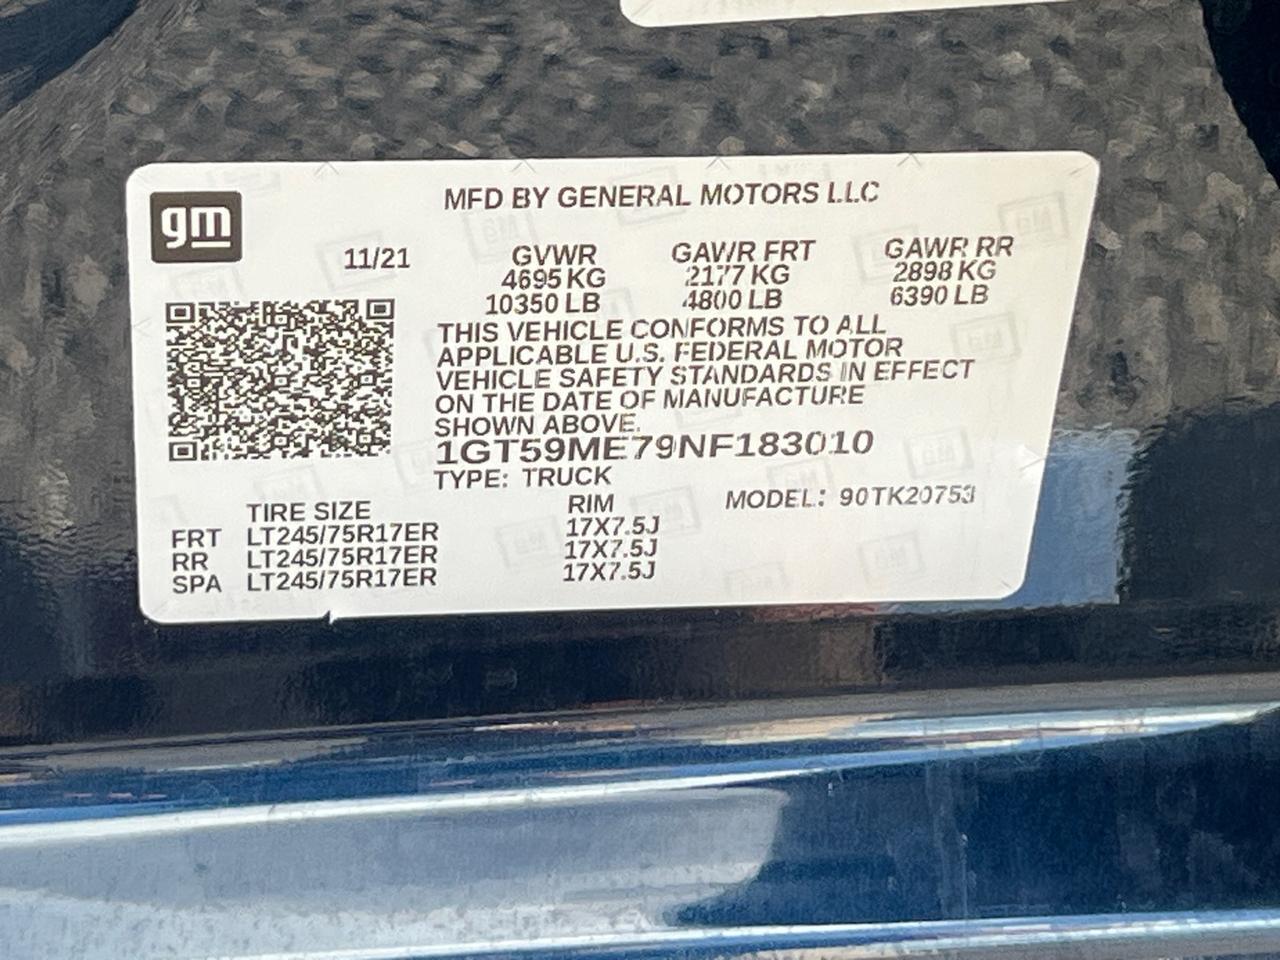 MFD BY GENERAL MOTORS LLC
gm
11/21 GVWR GAWR FRT GAWR RR
4695 KG 2177 KG 2898 KG
10350 LB 4800 LB 6390 LB
THIS VEHICLE CONFORMS TO ALL
APPLICABLE U.S. FEDERAL MOTOR
VEHICLE SAFETY STANDARDS IN EFFECT
ON THE DATE OF MANUFACTURE
SHOWN ABOVE.
1GT59ME79NF183010
TYPE: TRUCK
TIRE SIZE RIM MODEL: 90TK20753
FRT LT245/75R17ER 17X7.5J
RR LT245/75R17ER 17X7.5J
SPA LT245/75R17ER 17X7.5J